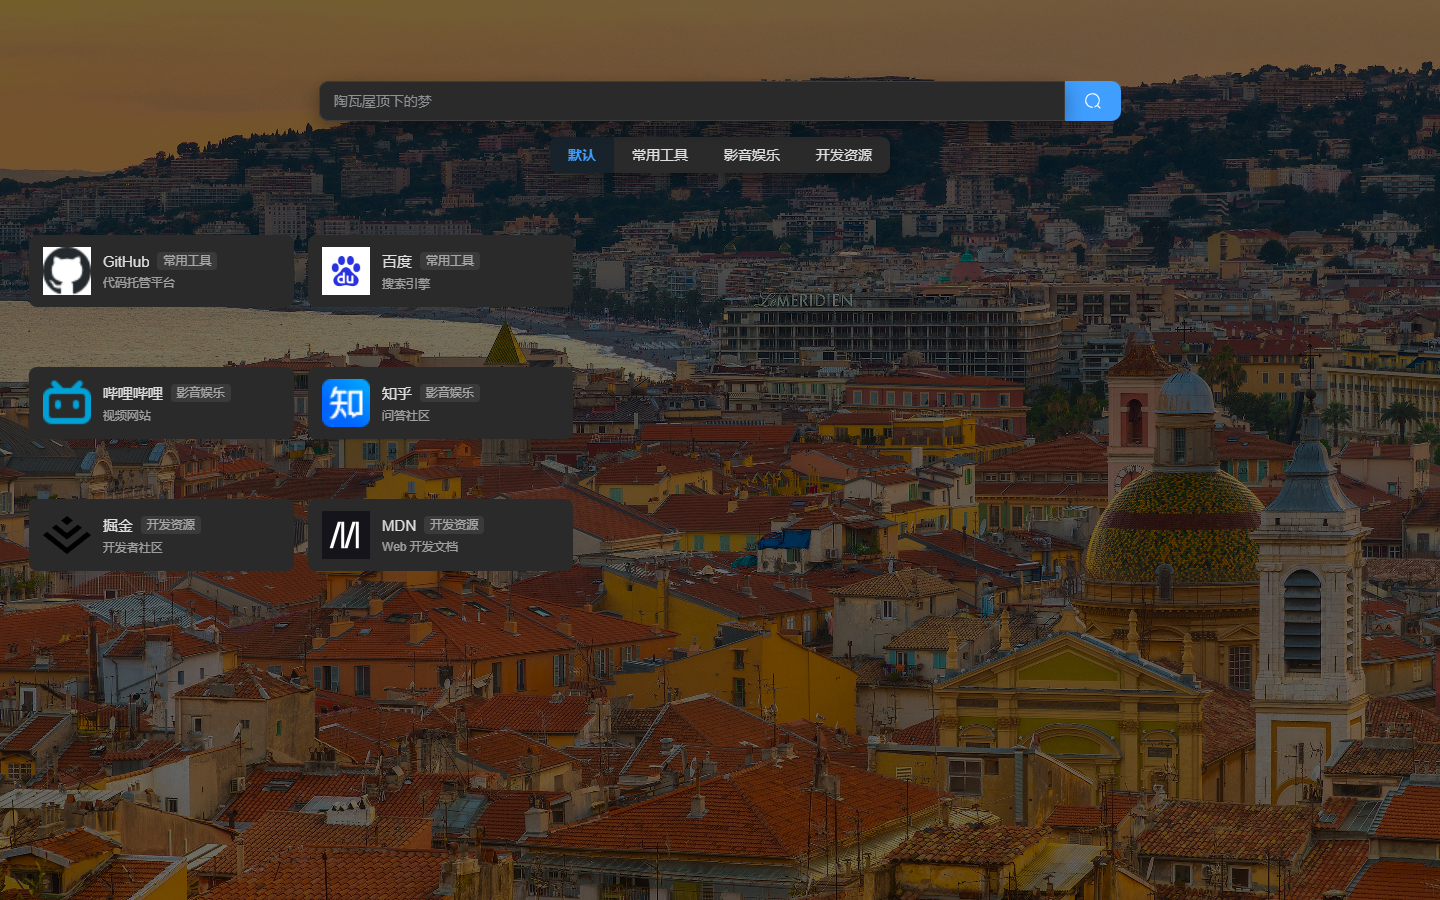 陶瓦屋顶下的梦
默认 常用工具 影音娱乐 开发资源
GitHub 常用工具
代码托管平台
百度 常用工具
搜索引擎
du
Le MERIDIEN
哔哩哔哩 影音娱乐
视频网站
知
知乎 影音娱乐
问答社区
掘金 开发资源
开发者社区
M
MDN 开发资源
Web 开发文档